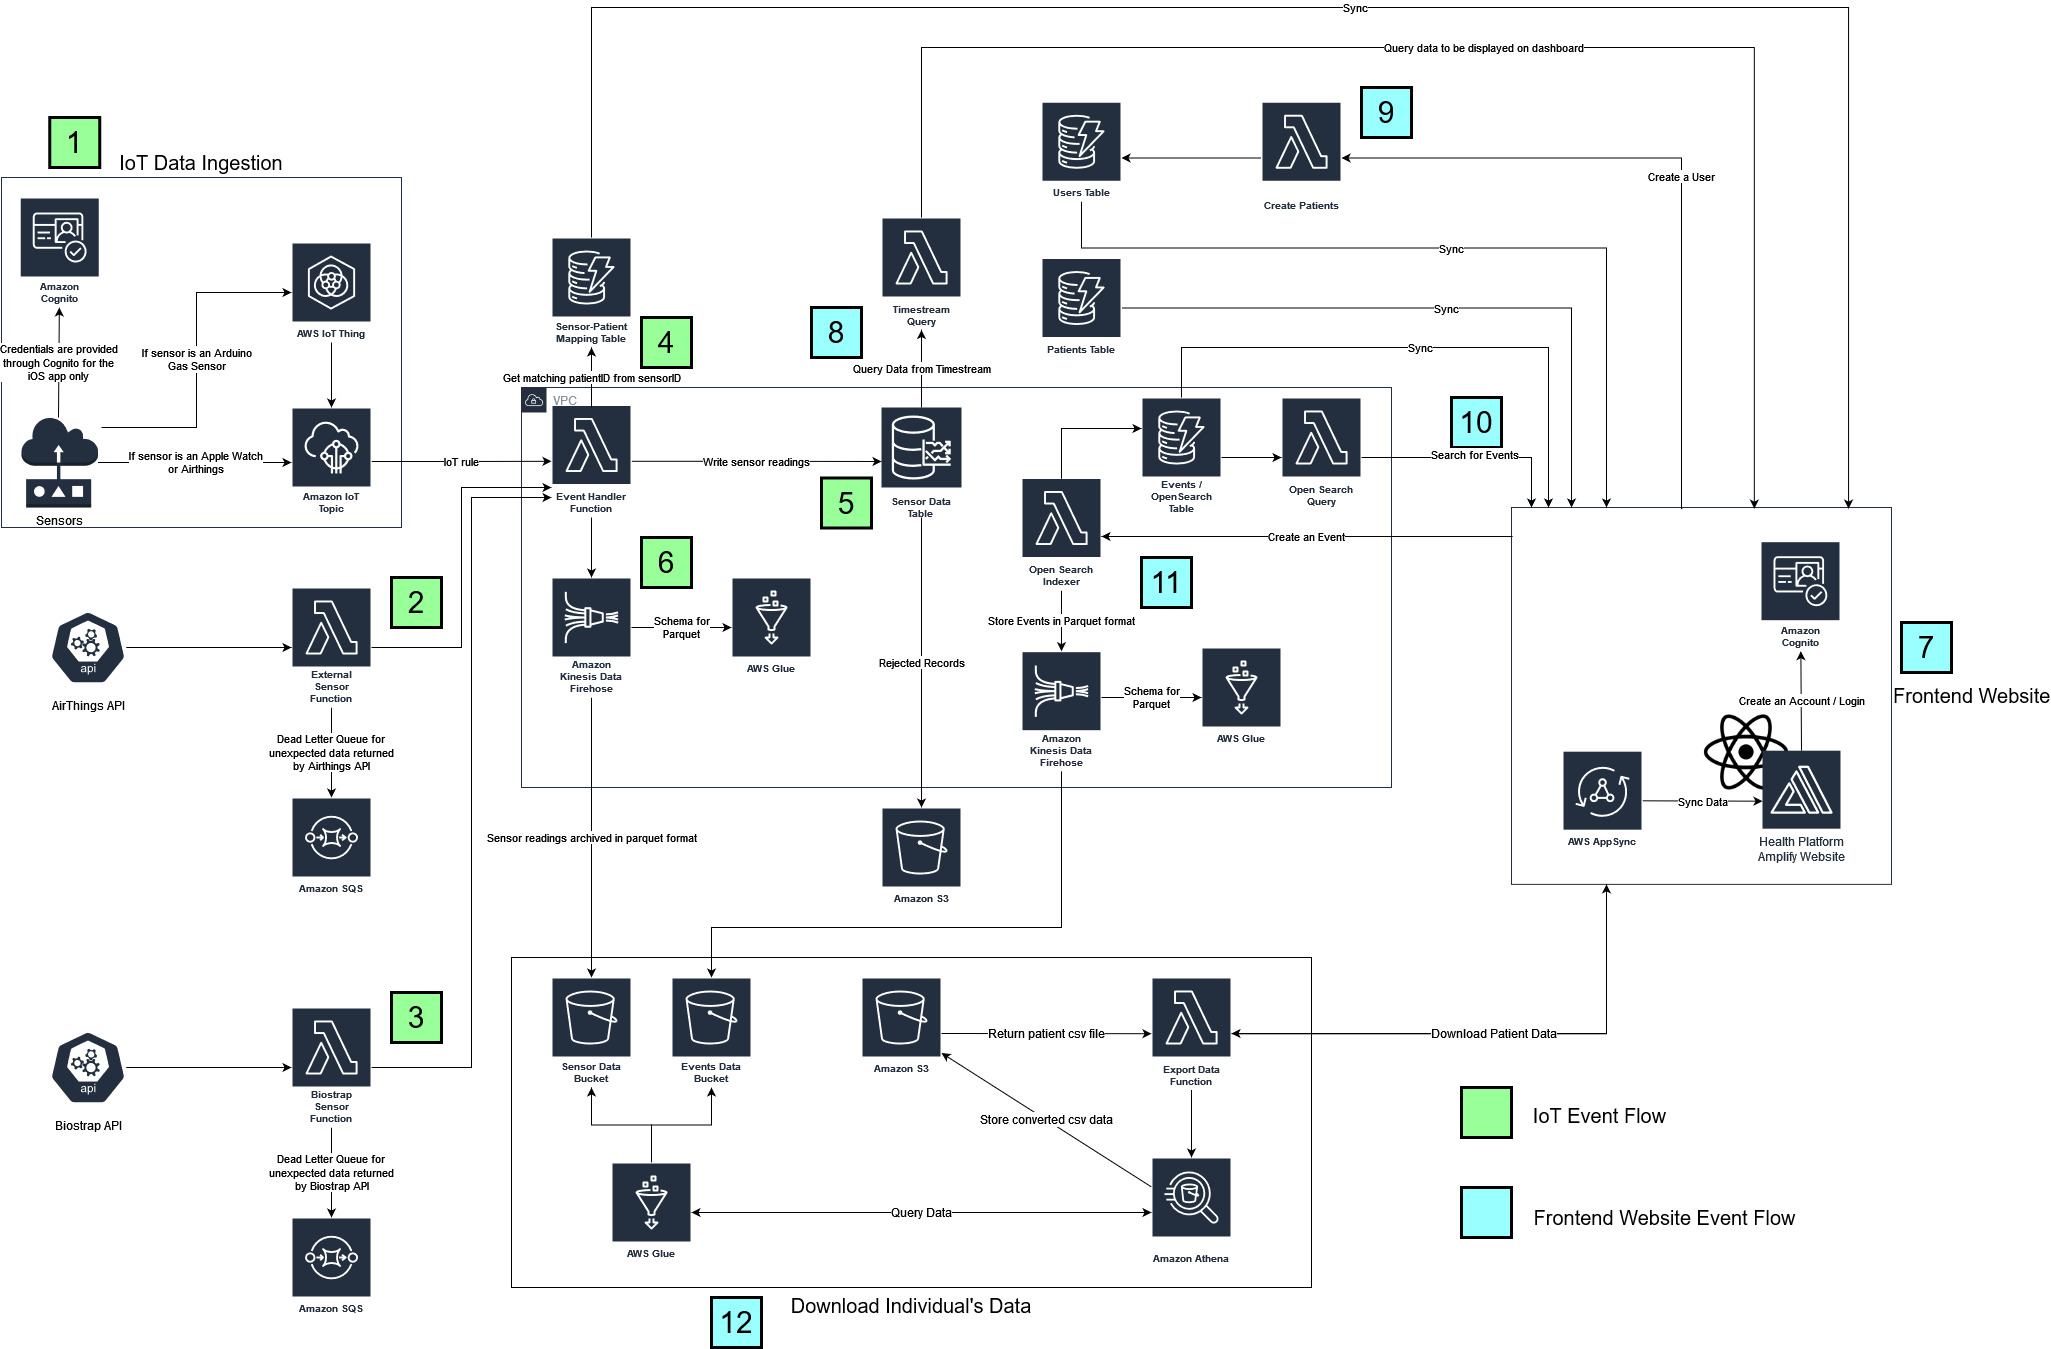 Sync
Query data to be displayed on dashboard
9
1
IoT Data Ingestion
Users Table
Create Patients
Create a User
Amazon
Cognito
AWS IoT Thing
Credentials are provided
through Cognito for the
iOS app only
If sensor is an Arduino
Gas Sensor
If sensor is an Apple Watch
or Airthings
Sensors
Amazon IoT
Topic
IoT rule
Sync
Sensor-Patient
Mapping Table
4
Get matching patientID from sensorID
Timestream
Query
8
Query Data from Timestream
Patients Table
Sync
Sync
VPC
Event Handler
Function
Write sensor readings
5
Sensor Data
Table
Events /
OpenSearch
Table
Open Search
Query
10
Search for Events
Open Search
Indexer
Create an Event
11
6
Amazon
Kinesis Data
Firehose
Schema for
Parquet
AWS Glue
Rejected Records
Store Events in Parquet format
Amazon
Kinesis Data
Firehose
Schema for
Parquet
AWS Glue
Amazon
Cognito
7
Frontend Website
Create an Account / Login
AWS AppSync
Sync Data
Health Platform
Amplify Website
2
api
AirThings API
External
Sensor
Function
Dead Letter Queue for
unexpected data returned
by Airthings API
Amazon SQS
Sensor readings archived in parquet format
Amazon S3
3
api
Biostrap API
Biostrap
Sensor
Function
Dead Letter Queue for
unexpected data returned
by Biostrap API
Amazon SQS
Sensor Data
Bucket
Events Data
Bucket
Amazon S3
Return patient csv file
Export Data
Function
Download Patient Data
Store converted csv data
AWS Glue
Query Data
Amazon Athena
12
Download Individual's Data
IoT Event Flow
Frontend Website Event Flow